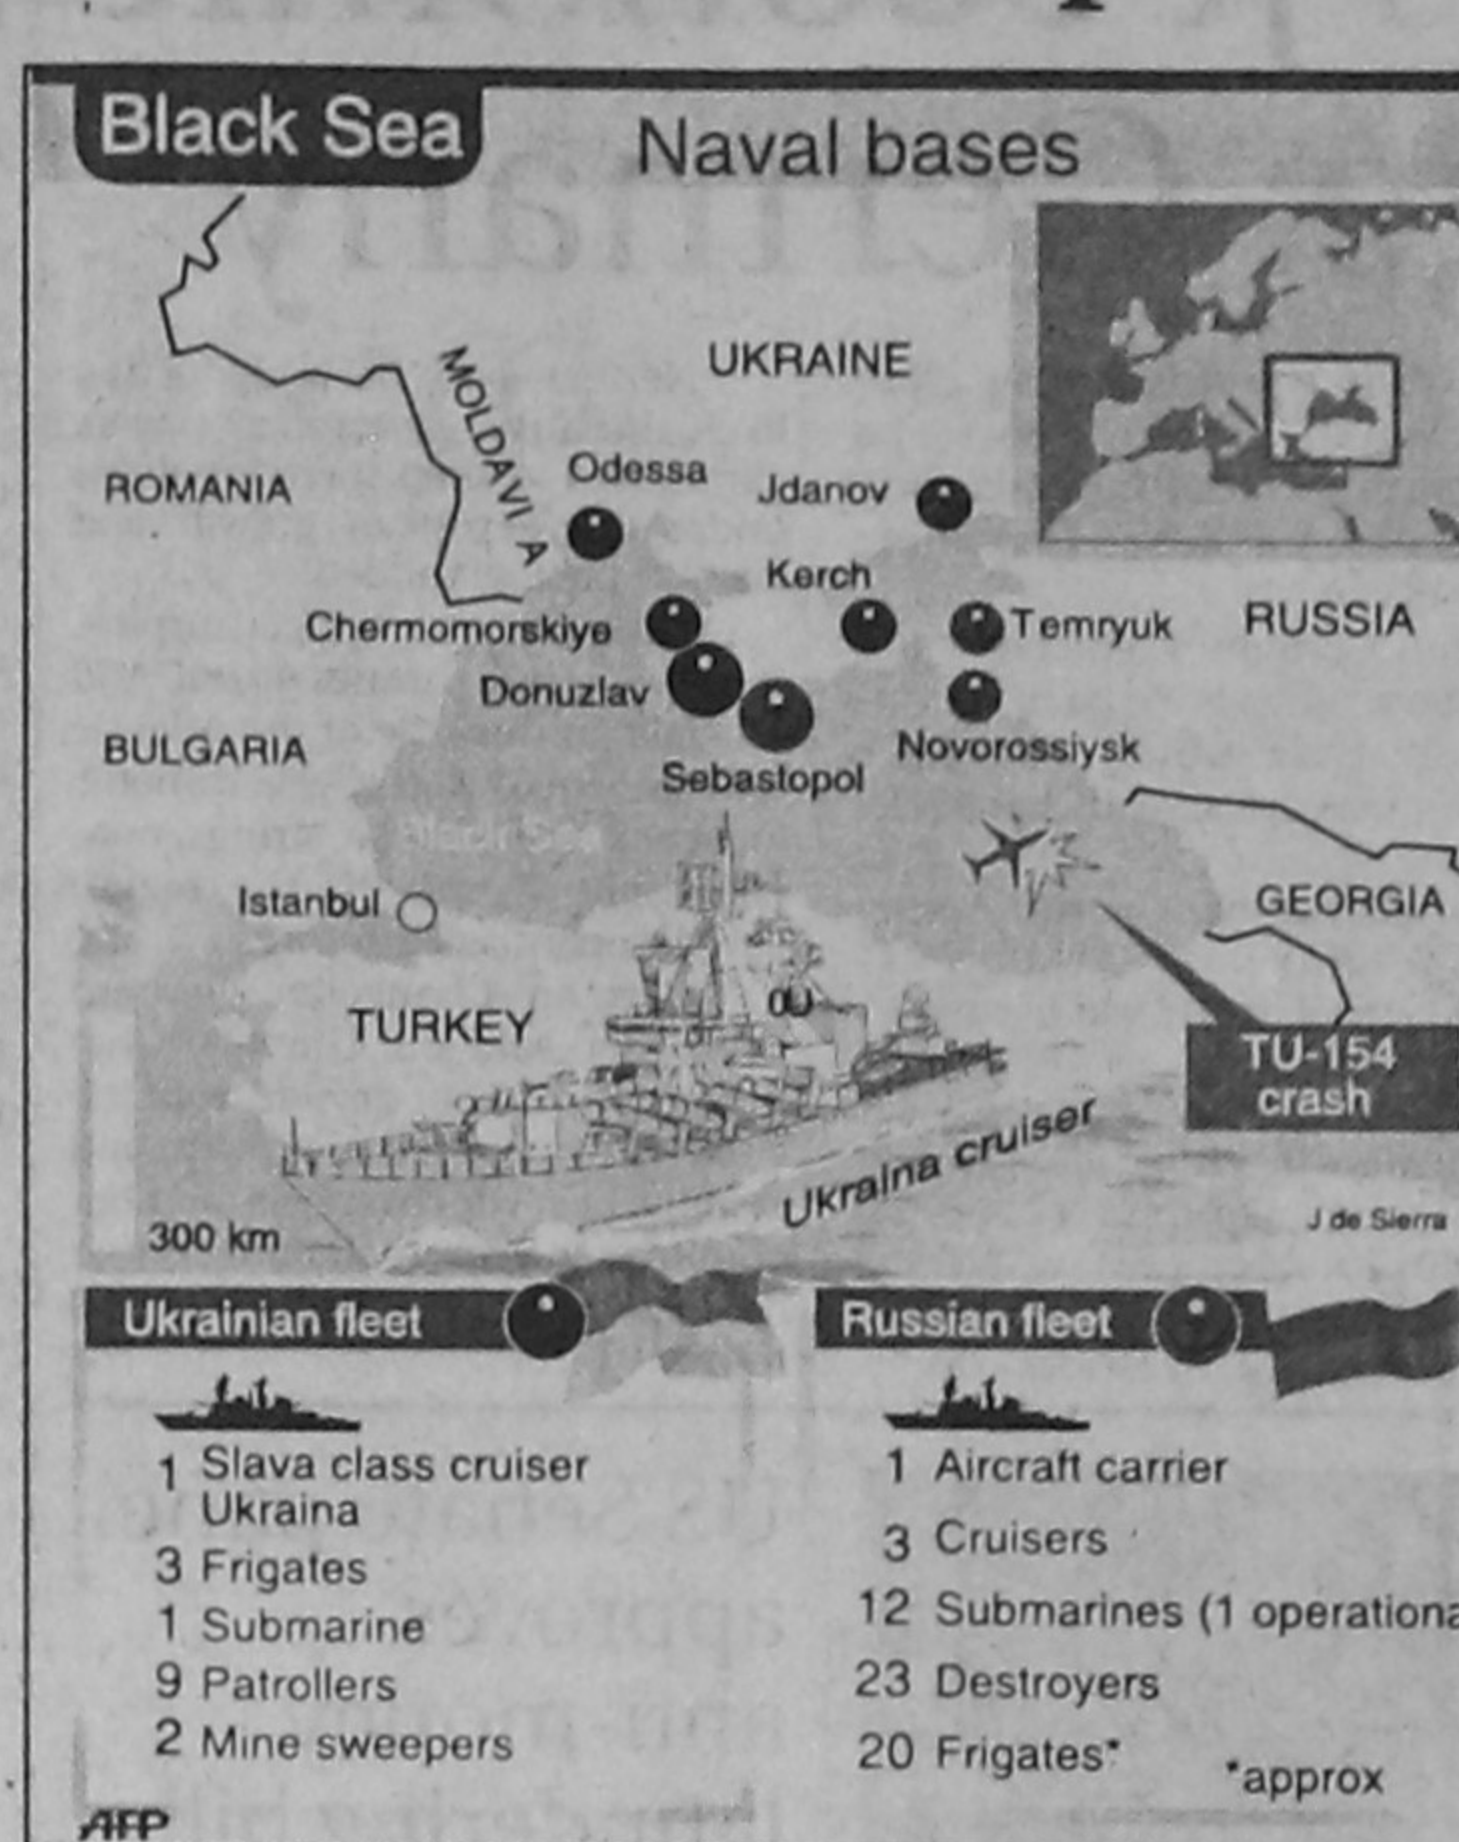 Black Sea
Naval bases
UKRAINE
MOLDAVI A
ROMANIA
Odessa
Jdanov
Kerch
Chermomorskiye
Temryuk
RUSSIA
Donuzlav
BULGARIA
Novorossiysk
Sebastopol
Black Sea
Istanbul
GEORGIA
TURKEY
TU-154
crash
Ukraina cruiser
J de Sierra
300 km
Ukrainian fleet
1 Slava class cruiser
Ukraina
3 Frigates
1 Submarine
9 Patrollers
2 Mine sweepers
Russian fleet
1 Aircraft carrier
3 Cruisers
12 Submarines (1 operationa
23 Destroyers
20 Frigates*
*approx
AFP